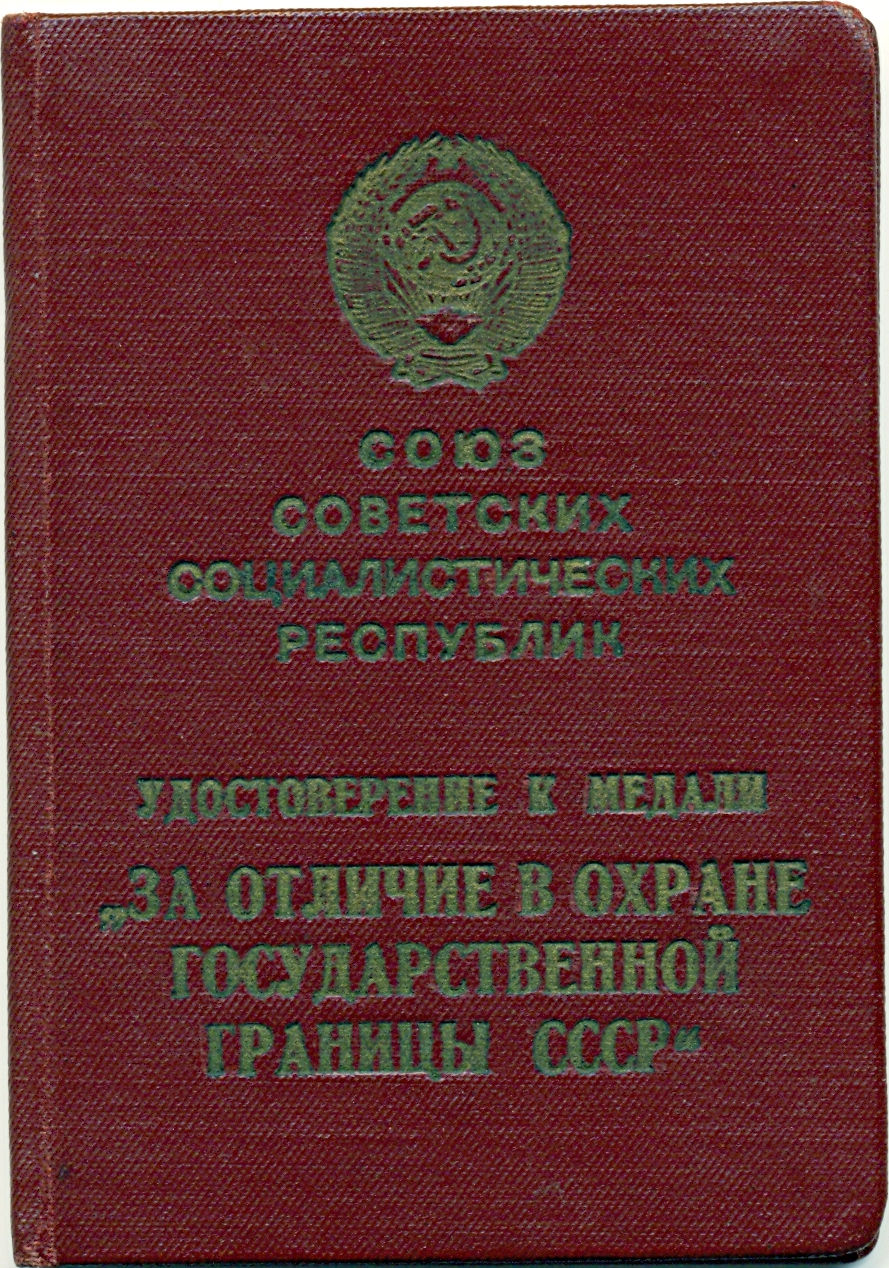 СОЮЗ
СОВЕТСКИХ
СОЦИАЛИСТИЧЕСКИХ
РЕСПУБЛИК
УДОСТОВЕРЕНИЕ К МЕДАЛИ
„ЗА ОТЛИЧИЕ В ОХРАНЕ
ГОСУДАРСТВЕННОЙ
ГРАНИЦЫ СССР“